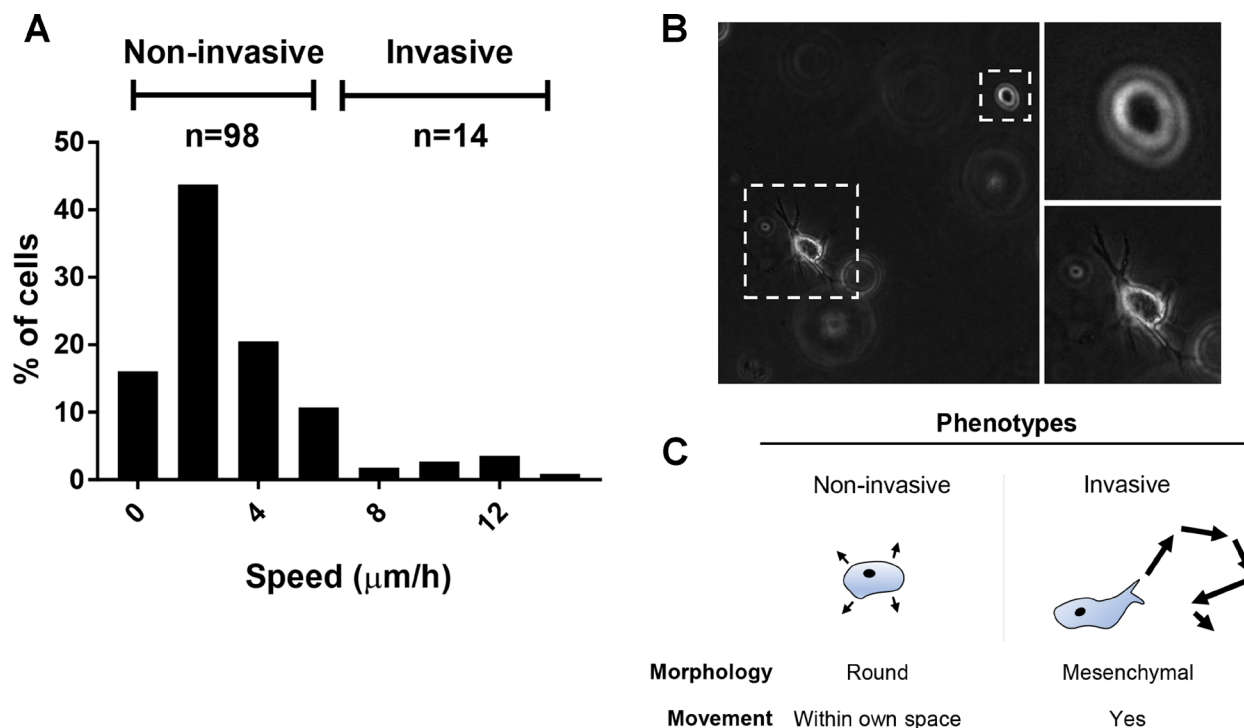 A
Non-invasive Invasive
n=98 n=14
50
40
30
20
10
0
% of cells
0 4 8 12
Speed (μm/h)
B
Phenotypes
C
Non-invasive Invasive
Morphology Round Mesenchymal
Movement Within own space Yes